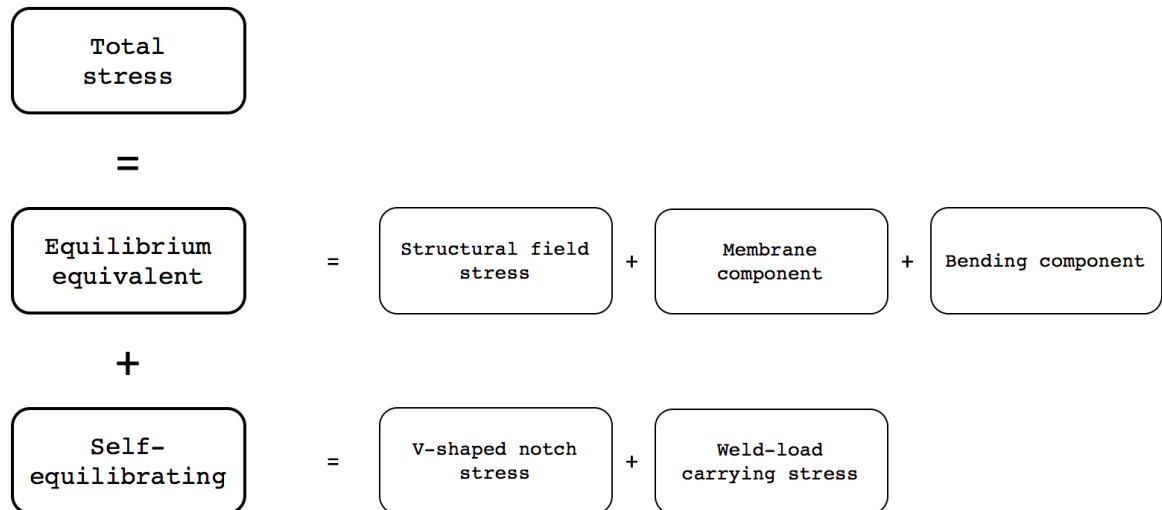 Total
stress
=
Equilibrium
equivalent
=
Structural field
stress
+
Membrane
component
+
Bending component
+
Self-
equilibrating
=
V-shaped notch
stress
+
Weld-load
carrying stress